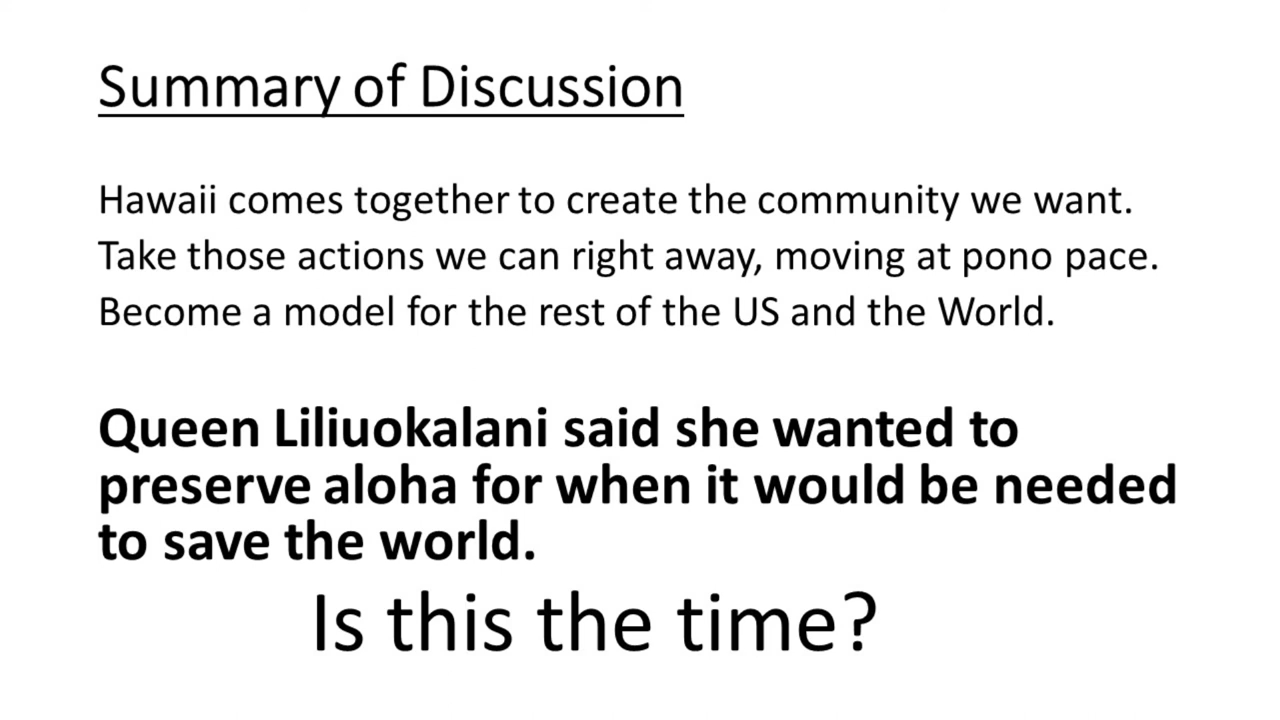 Summary of Discussion
Hawaii comes together to create the community we want.
Take those actions we can right away, moving at pono pace.
Become a model for the rest of the US and the World.
Queen Liliuokalani said she wanted to
preserve aloha for when it would be needed
to save the world.
Is this the time?